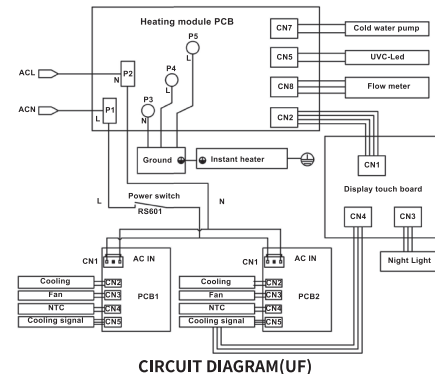 Heating module PCB
CN7
Cold water pump
P5
L
ACL
P2
N
P4
L
CN5
UVC-Led
CN8
Flow meter
ACN
P1
L
P3
N
CN2
Ground
Instant heater
CN1
Display touch board
Power switch
L
N
RS601
CN4
CN3
CN1
AC IN
CN1
AC IN
Night Light
Cooling
CN2
Cooling
CN2
Fan
CN3
PCB1
Fan
CN3
PCB2
NTC
CN4
NTC
CN4
Cooling signal
CN5
Cooling signal
CN5
CIRCUIT DIAGRAM(UF)